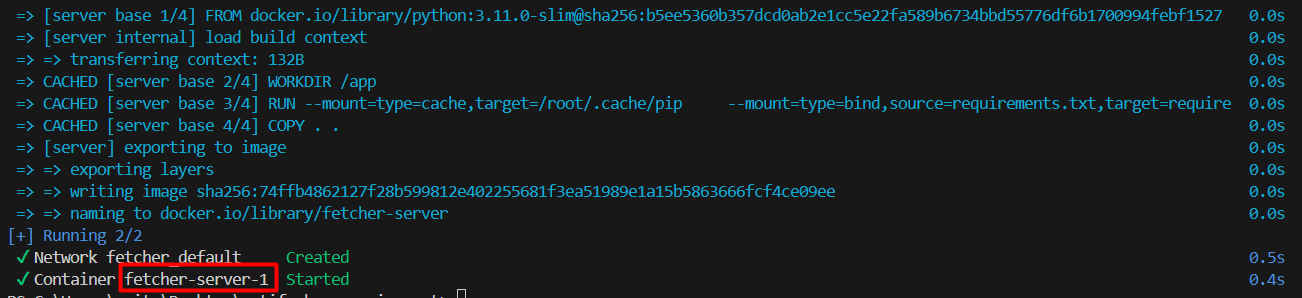 => [server base 1/4] FROM docker.io/library/python:3.11.0-slim@sha256:b5ee5360b357dcd0ab2e1cc5e22fa589b6734bbd55776df6b1700994febf1527 0.0s
=> [server internal] load build context 0.0s
=> => transferring context: 132B 0.0s
=> CACHED [server base 2/4] WORKDIR /app 0.0s
=> CACHED [server base 3/4] RUN --mount=type=cache,target=/root/.cache/pip --mount=type=bind,source=requirements.txt,target=require 0.0s
=> CACHED [server base 4/4] COPY . . 0.0s
=> [server] exporting to image 0.0s
=> => exporting layers 0.0s
=> => writing image sha256:74ffb4862127f28b599812e402255681f3ea51989e1a15b5863666fcf4ce09ee 0.0s
=> => naming to docker.io/library/fetcher-server 0.0s
[+] Running 2/2
✓ Network fetcher_default Created 0.5s
✓ Container fetcher-server-1 Started 0.4s